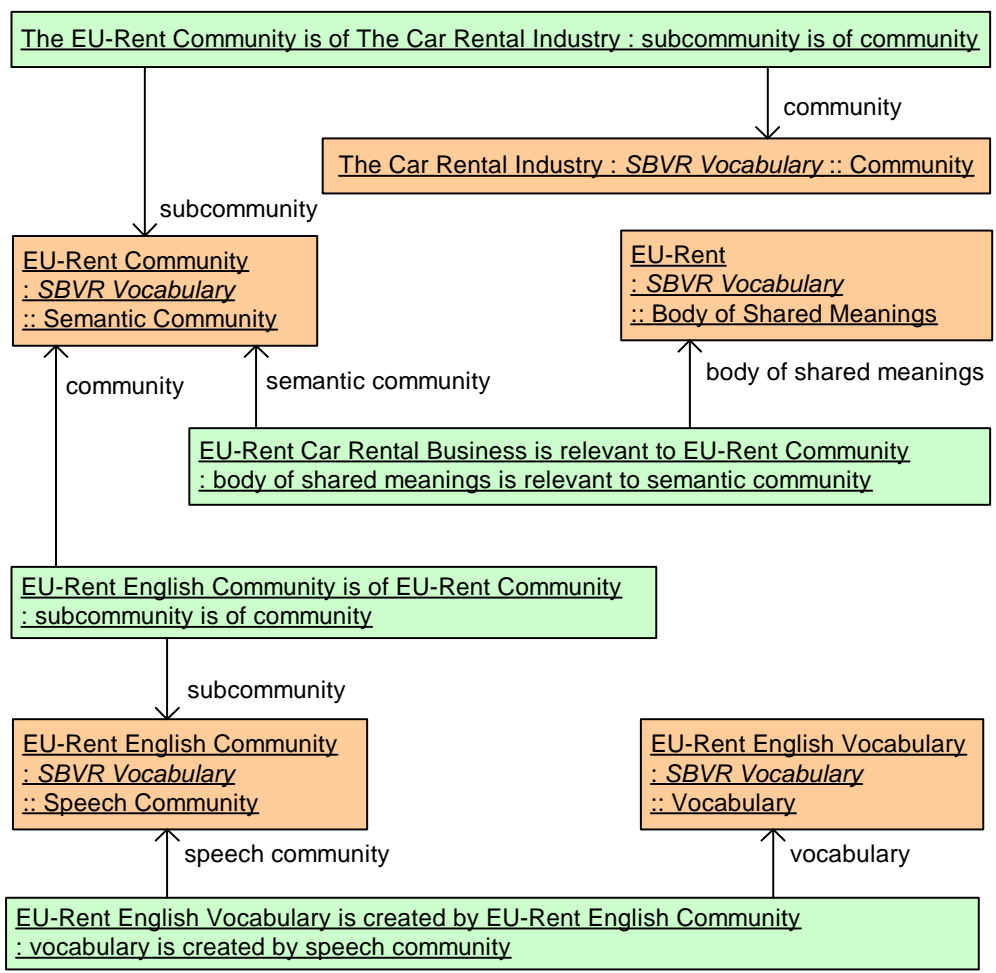 The EU-Rent Community is of The Car Rental Industry : subcommunity is of community
community
The Car Rental Industry : SBVR Vocabulary :: Community
subcommunity
EU-Rent Community
: SBVR Vocabulary
:: Semantic Community
EU-Rent
: SBVR Vocabulary
:: Body of Shared Meanings
community
semantic community
body of shared meanings
EU-Rent Car Rental Business is relevant to EU-Rent Community
: body of shared meanings is relevant to semantic community
EU-Rent English Community is of EU-Rent Community
: subcommunity is of community
subcommunity
EU-Rent English Community
: SBVR Vocabulary
:: Speech Community
EU-Rent English Vocabulary
: SBVR Vocabulary
:: Vocabulary
speech community
vocabulary
EU-Rent English Vocabulary is created by EU-Rent English Community
: vocabulary is created by speech community